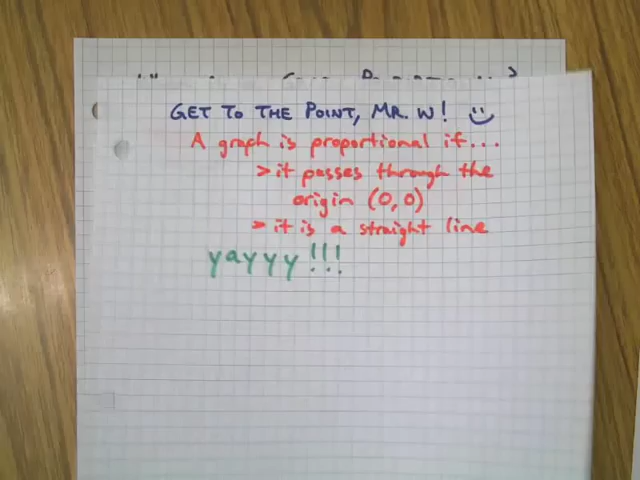 GET TO THE POINT, MR. W! :)
A graph is proportional if...
> it passes through the
origin (0,0)
> it is a straight line
yayyy!!!